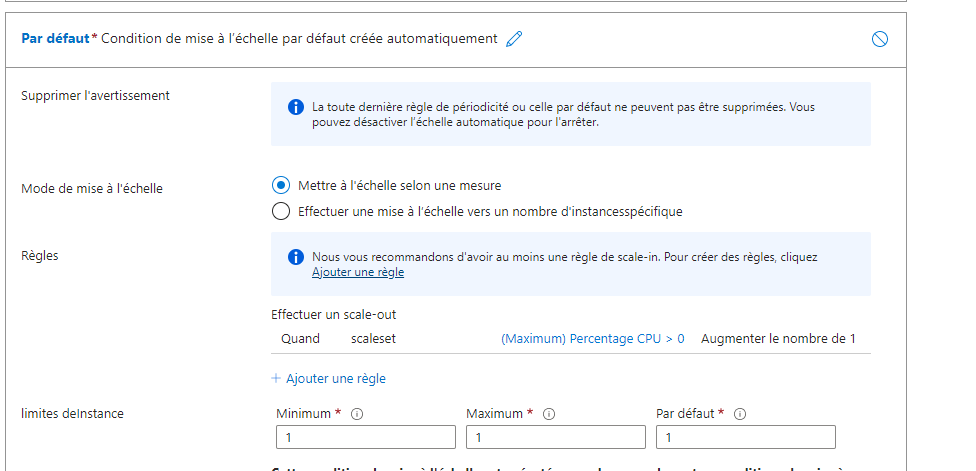 Par défaut* Condition de mise à l'échelle par défaut créée automatiquement
Supprimer l'avertissement
La toute dernière règle de périodicité ou celle par défaut ne peuvent pas être supprimées. Vous
pouvez désactiver l'échelle automatique pour l'arrêter.
Mode de mise à l'échelle
Mettre à l'échelle selon une mesure
Effectuer une mise à l'échelle vers un nombre d'instancesspécifique
Règles
Nous vous recommandons d'avoir au moins une règle de scale-in. Pour créer des règles, cliquez
Ajouter une règle
Effectuer un scale-out
Quand scaleset (Maximum) Percentage CPU > 0 Augmenter le nombre de 1
+ Ajouter une règle
limites deInstance
Minimum * Maximum * Par défaut *
1 1 1